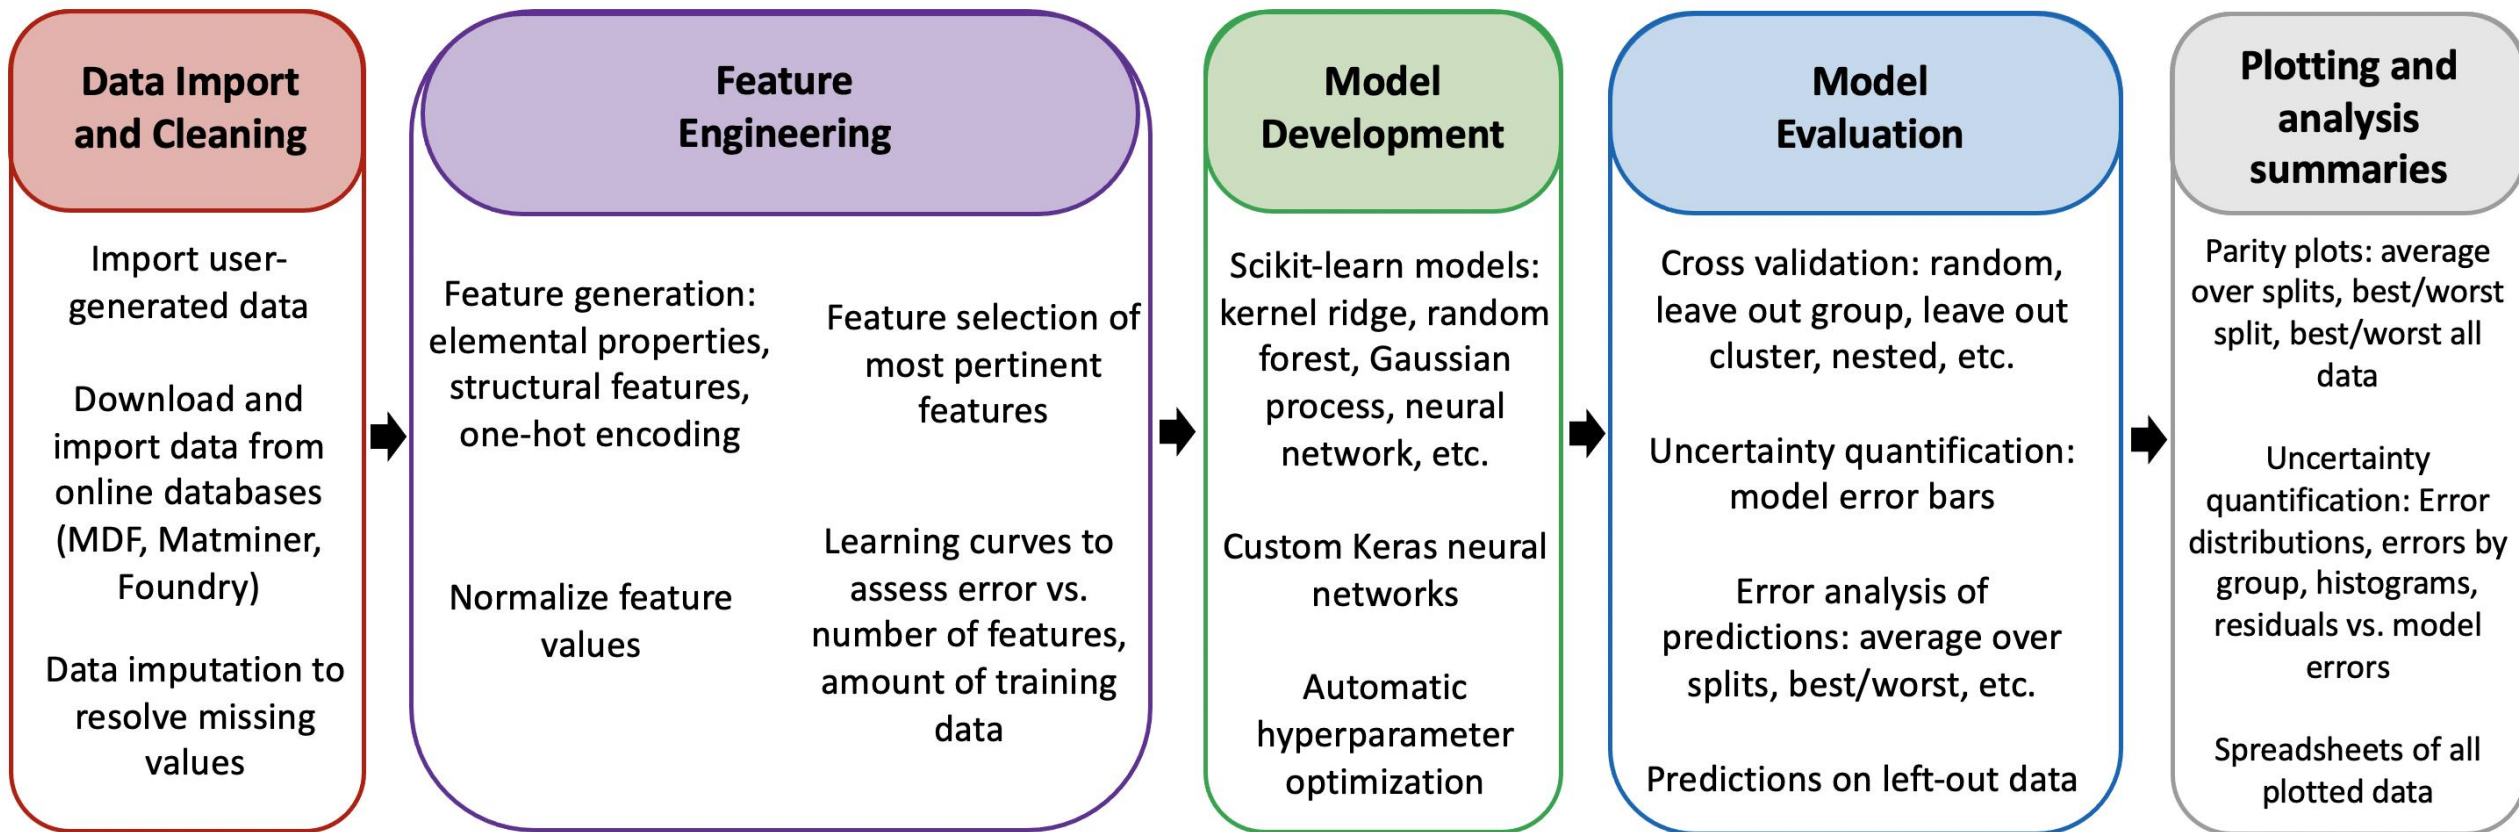 Data Import
and Cleaning
Import user-
generated data
Download and
import data from
online databases
(MDF, Matminer,
Foundry)
Data imputation to
resolve missing
values
Feature
Engineering
Feature generation:
elemental properties,
structural features,
one-hot encoding
Normalize feature
values
Feature selection of
most pertinent
features
Learning curves to
assess error vs.
number of features,
amount of training
data
Model
Development
Scikit-learn models:
kernel ridge, random
forest, Gaussian
process, neural
network, etc.
Custom Keras neural
networks
Automatic
hyperparameter
optimization
Model
Evaluation
Cross validation: random,
leave out group, leave out
cluster, nested, etc.
Uncertainty quantification:
model error bars
Error analysis of
predictions: average over
splits, best/worst, etc.
Predictions on left-out data
Plotting and
analysis
summaries
Parity plots: average
over splits, best/worst
split, best/worst all
data
Uncertainty
quantification: Error
distributions, errors by
group, histograms,
residuals vs. model
errors
Spreadsheets of all
plotted data